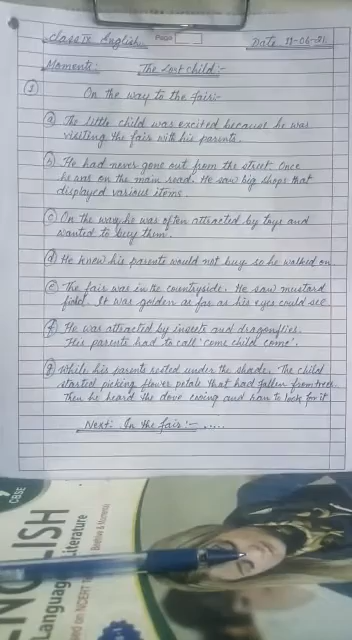 Class IX English. Page Date 11-06-21.
Moments: The Lost child:-
① On the way to the fair:-
ⓐ The little child was excited because he was
visiting the fair with his parents.
ⓑ He had never gone out from the street. Once
he was on the main road. He saw big shops that
displayed various items.
ⓒ On the way he was often attracted by toys and
wanted to buy them.
ⓓ He knew his parents would not buy so he walked on.
ⓔ The fair was in the countryside. He saw mustard
field. It was golden as far as his eyes could see
ⓕ He was attracted by insects and dragonflies.
His parents had to call 'come child come'.
ⓖ While his parents rested under the shade. The child
started picking flower petals that had fallen from tree.
Then he heard the dove cooing and ran to look for it
Next: In the fair:- .....
CBSE
ENGLISH
Language
Literature
NCERT
Beehive & Moments